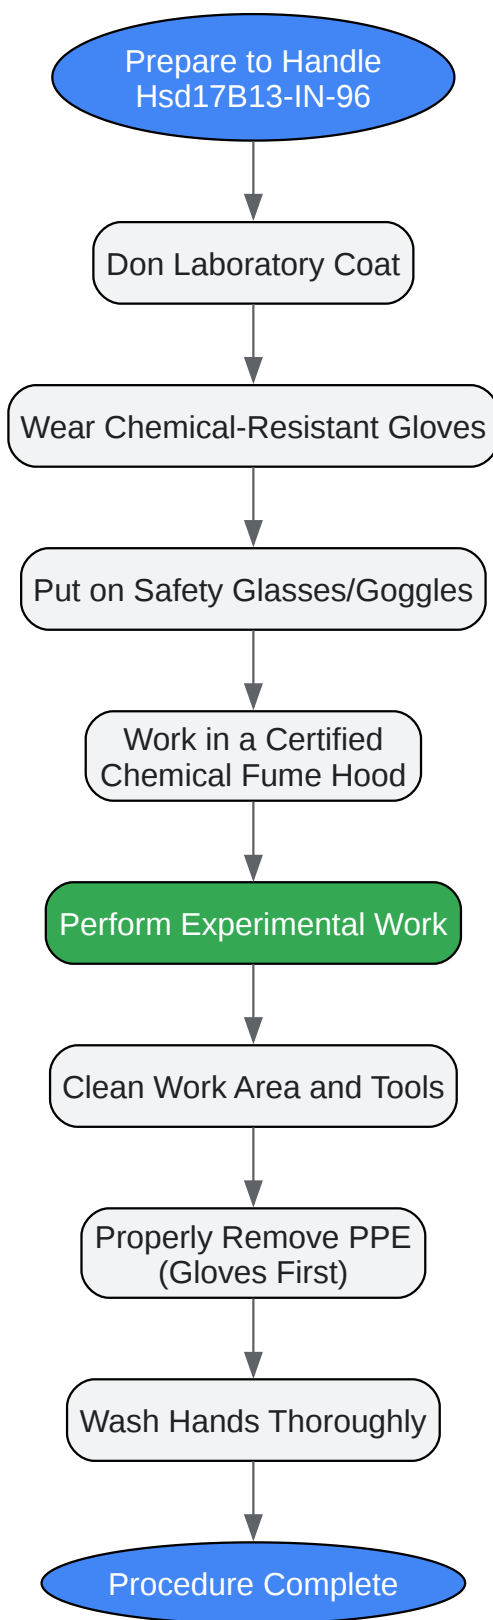 Prepare to Handle
Hsd17B13-IN-96
Don Laboratory Coat
Wear Chemical-Resistant Gloves
Put on Safety Glasses/Goggles
Work in a Certified
Chemical Fume Hood
Perform Experimental Work
Clean Work Area and Tools
Properly Remove PPE
(Gloves First)
Wash Hands Thoroughly
Procedure Complete